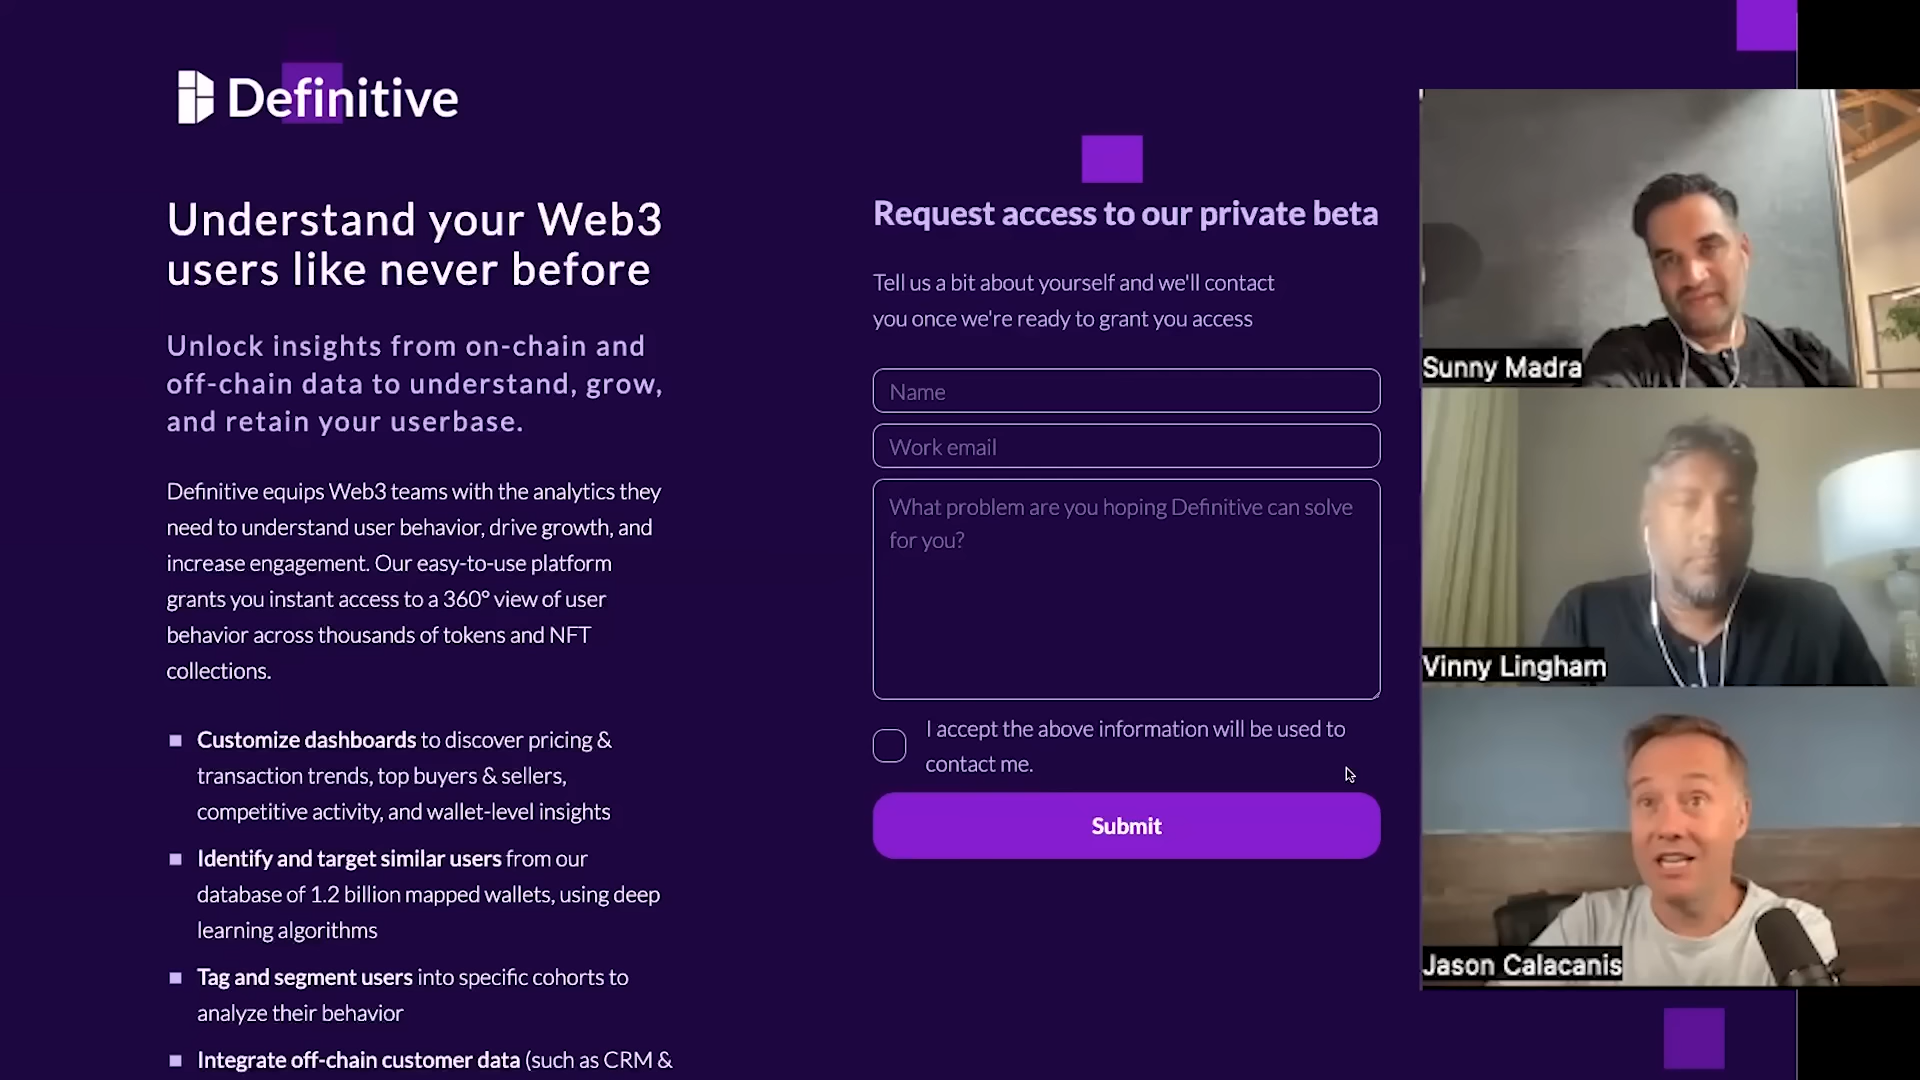 Definitive
Understand your Web3
users like never before
Unlock insights from on-chain and
off-chain data to understand, grow,
and retain your userbase.
Definitive equips Web3 teams with the analytics they
need to understand user behavior, drive growth, and
increase engagement. Our easy-to-use platform
grants you instant access to a 360° view of user
behavior across thousands of tokens and NFT
collections.
Customize dashboards to discover pricing &
transaction trends, top buyers & sellers,
competitive activity, and wallet-level insights
Identify and target similar users from our
database of 1.2 billion mapped wallets, using deep
learning algorithms
Tag and segment users into specific cohorts to
analyze their behavior
Integrate off-chain customer data (such as CRM &
Request access to our private beta
Tell us a bit about yourself and we'll contact
you once we're ready to grant you access
Name
Work email
What problem are you hoping Definitive can solve
for you?
I accept the above information will be used to
contact me.
Submit
Sunny Madra
Vinny Lingham
Jason Calacanis